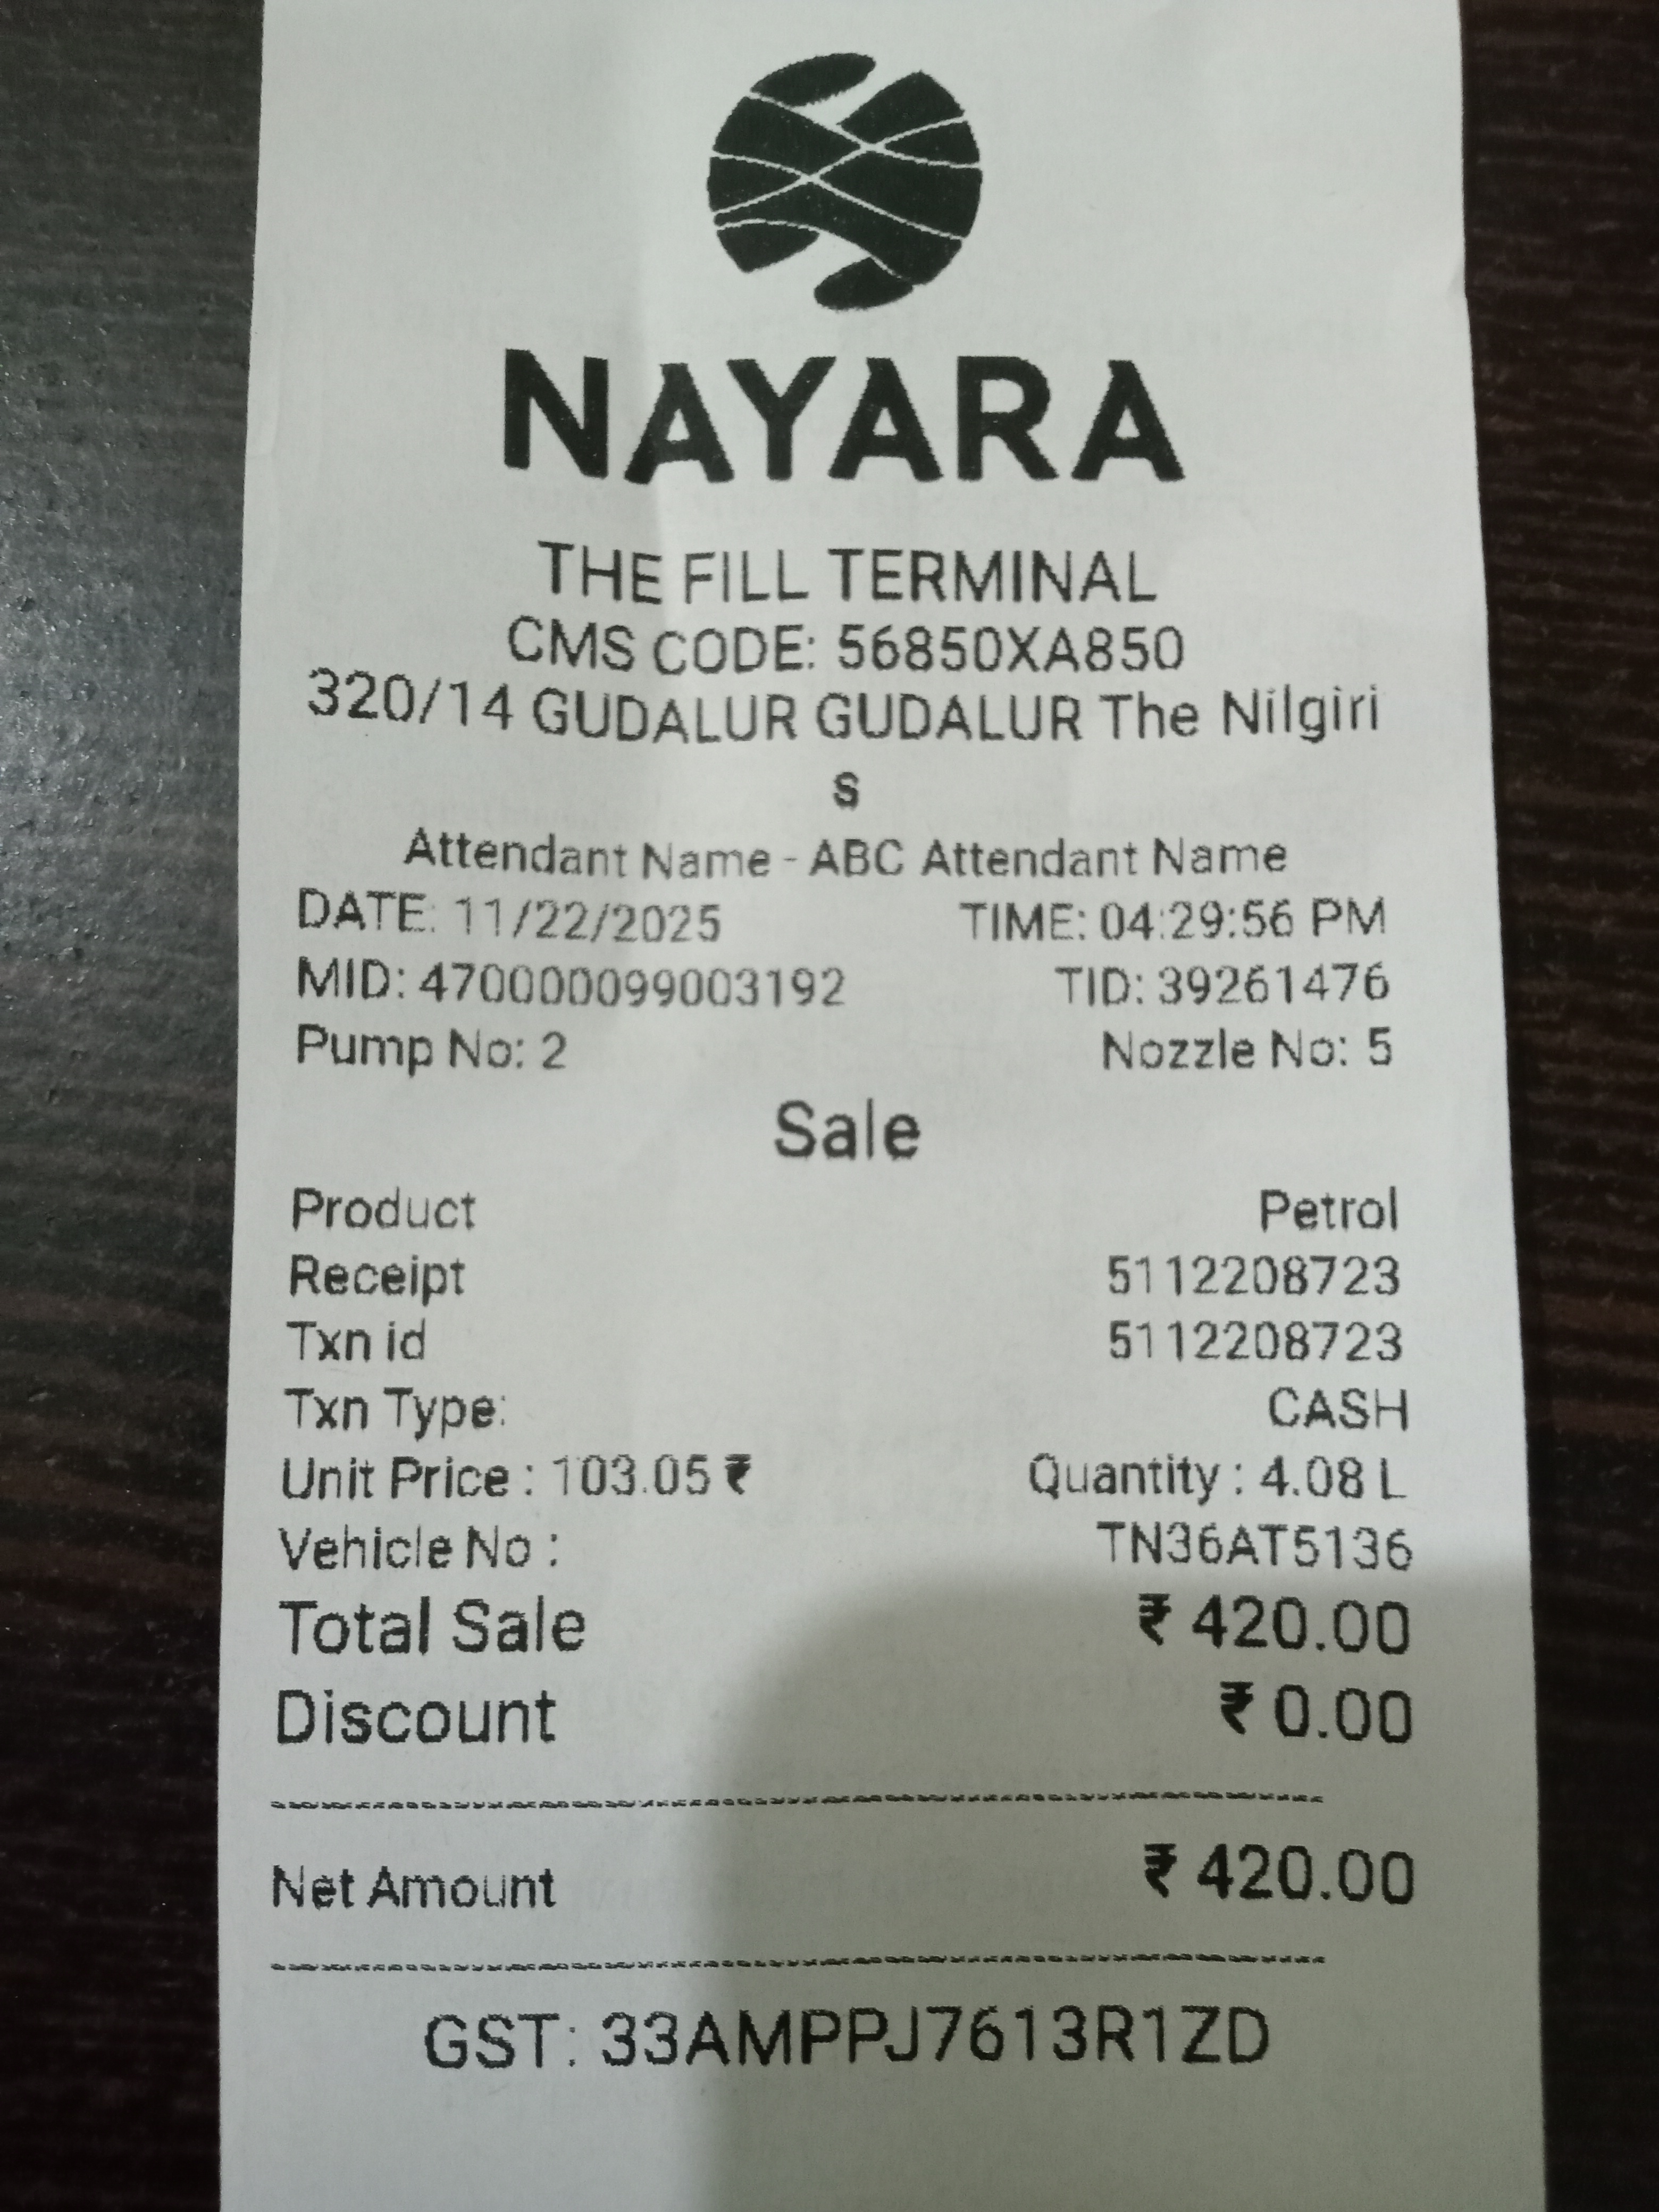 NAYARA
THE FILL TERMINAL
CMS CODE: 56850XA850
320/14 GUDALUR GUDALUR The Nilgiri
s
Attendant Name - ABC Attendant Name
DATE: 11/22/2025 TIME: 04:29:56 PM
MID: 470000099003192 TID: 39261476
Pump No: 2 Nozzle No: 5
Sale
Product Petrol
Receipt 5112208723
Txn id 5112208723
Txn Type: CASH
Unit Price : 103.05 ₹ Quantity : 4.08 L
Vehicle No : TN36AT5136
Total Sale ₹ 420.00
Discount ₹ 0.00
Net Amount ₹ 420.00
GST: 33AMPPJ7613R1ZD